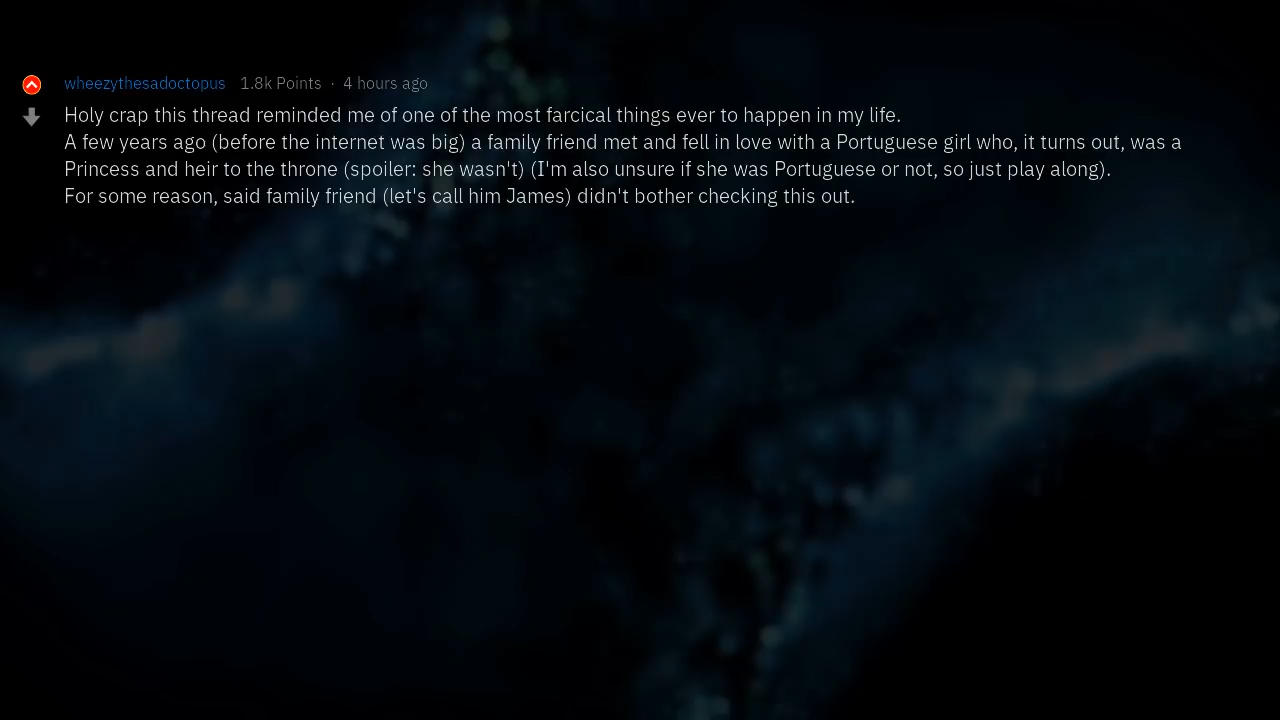 wheezythesadoctopus 1.8k Points · 4 hours ago
Holy crap this thread reminded me of one of the most farcical things ever to happen in my life.
A few years ago (before the internet was big) a family friend met and fell in love with a Portuguese girl who, it turns out, was a
Princess and heir to the throne (spoiler: she wasn't) (I'm also unsure if she was Portuguese or not, so just play along).
For some reason, said family friend (let's call him James) didn't bother checking this out.